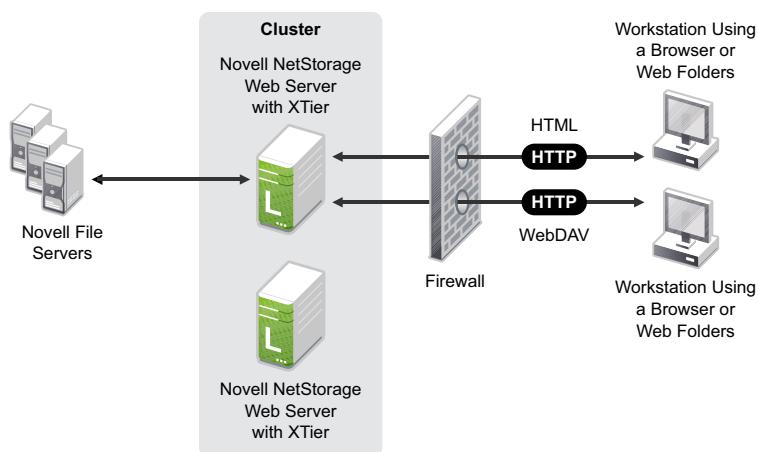 Cluster
Novell NetStorage
Web Server
with XTier
Workstation Using
a Browser or
Web Folders
HTML
HTTP
HTTP
WebDAV
L
Novell File
Servers
Firewall
L
Workstation Using
a Browser or
Web Folders
Novell NetStorage
Web Server
with XTier